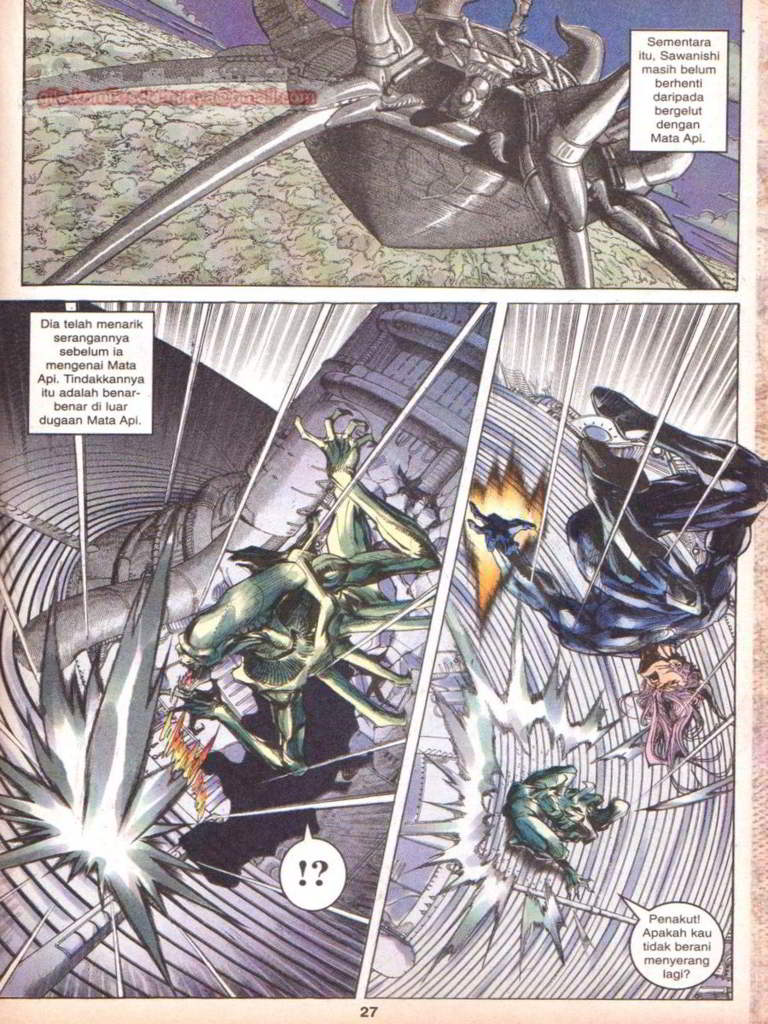 Sementara
itu, Sawanishi
masih belum
berhenti
daripada
bergelut
dengan
Mata Api.
Dia telah menarik
serangannya
sebelum ia
mengenai Mata
Api. Tindakkannya
itu adalah benar-
benar di luar
dugaan Mata Api.
!?
Penakut!
Apakah kau
tidak berani
menyerang
lagi?
27